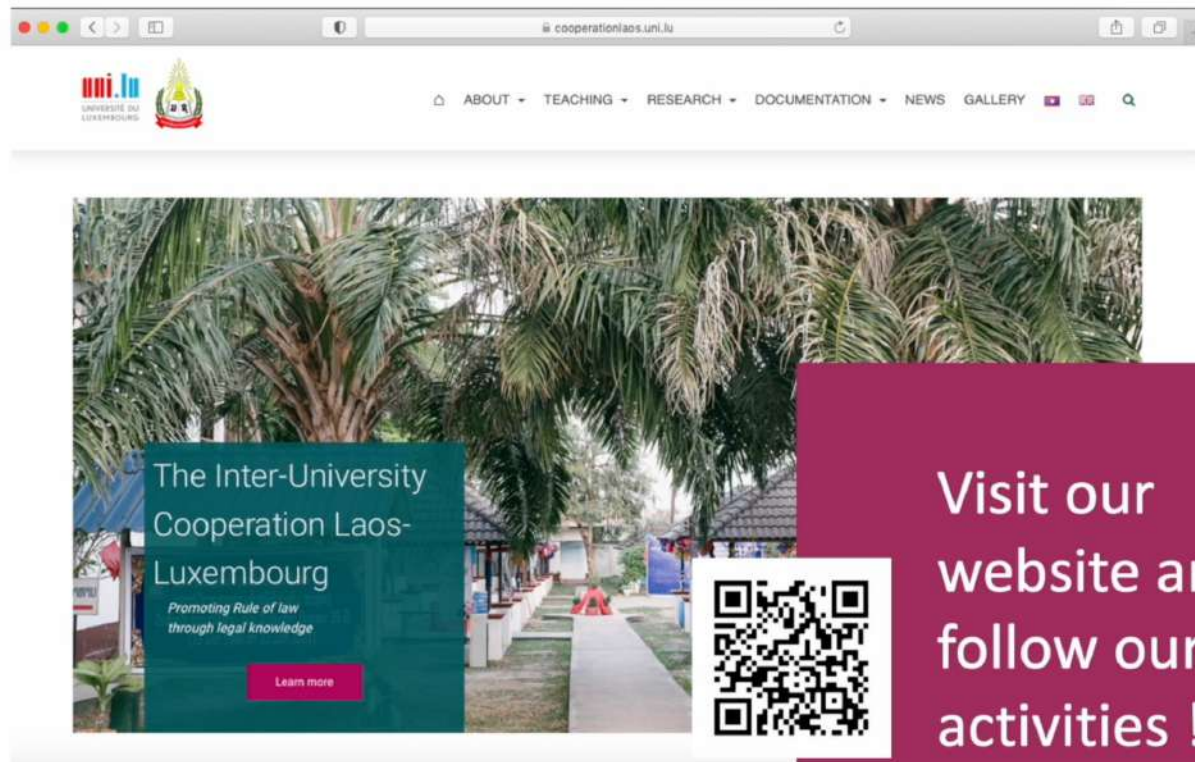 cooperationlaos.uni.lu
uni.lu
UNIVERSITÉ DU
LUXEMBOURG
ABOUT TEACHING RESEARCH DOCUMENTATION NEWS GALLERY
The Inter-University
Cooperation Laos-
Luxembourg
Promoting Rule of law
through legal knowledge
Learn more
Visit our
website an
follow our
activities !